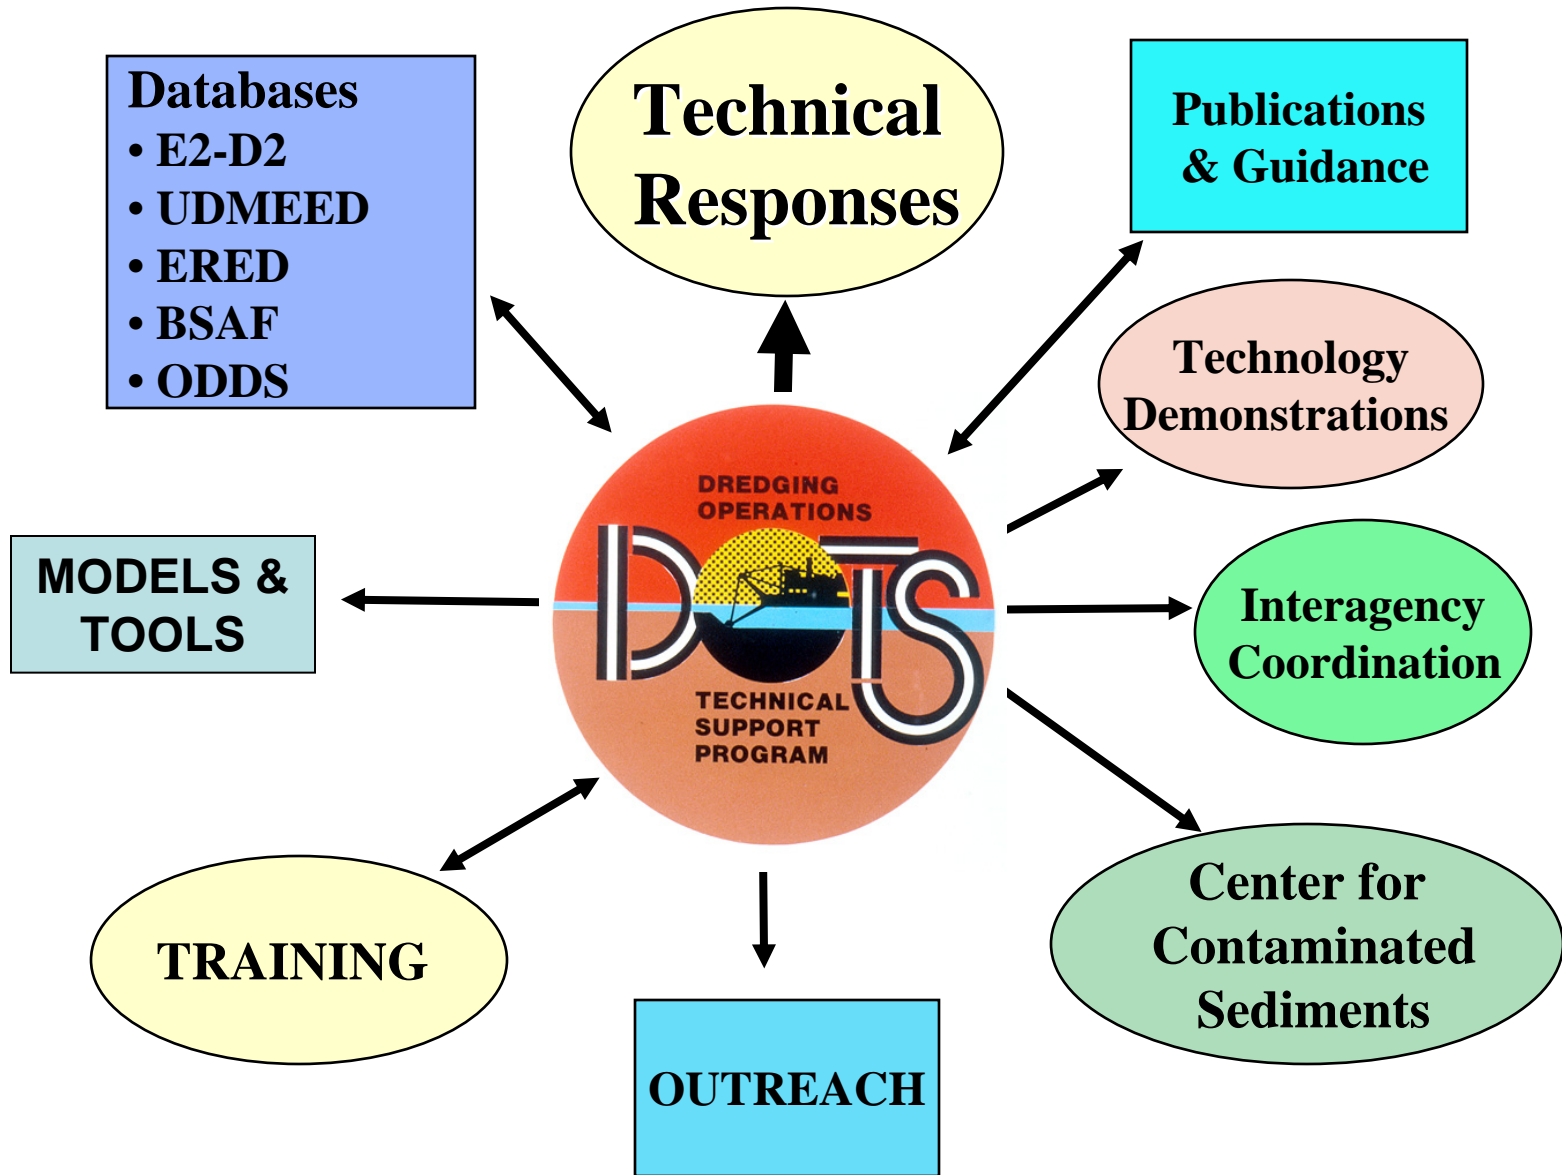 Databases
• E2-D2
• UDMEED
• ERED
• BSAF
• ODDS
Technical
Responses
Publications
& Guidance
Technology
Demonstrations
DREDGING
OPERATIONS
DOTS
TECHNICAL
SUPPORT
PROGRAM
MODELS &
TOOLS
Interagency
Coordination
TRAINING
Center for
Contaminated
Sediments
OUTREACH